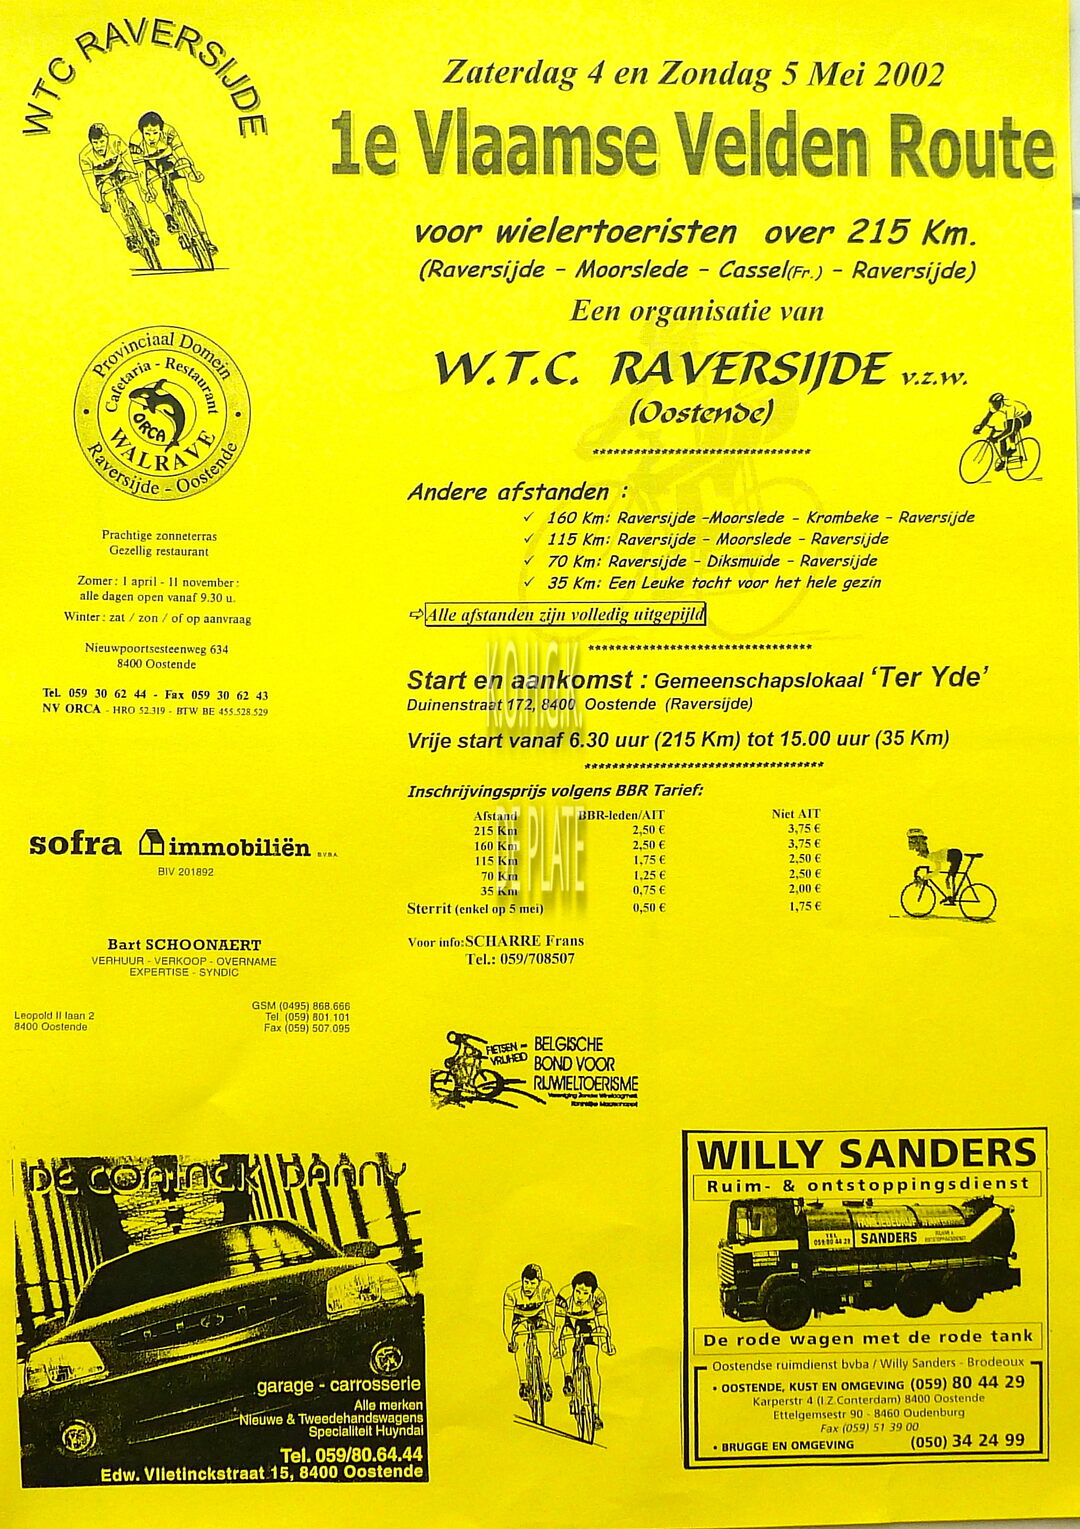 WTC RAVERSIJDE
Zaterdag 4 en Zondag 5 Mei 2002
1e Vlaamse Velden Route
voor wielertoeristen over 215 Km.
(Raversijde - Moorslede - Cassel(Fr.) - Raversijde)
Een organisatie van
W.T.C. RAVERSIJDE v.z.w.
(Oostende)
********************************
Andere afstanden :
✓ 160 Km: Raversijde -Moorslede - Krombeke - Raversijde
✓ 115 Km: Raversijde - Moorslede - Raversijde
✓ 70 Km: Raversijde - Diksmuide - Raversijde
✓ 35 Km: Een Leuke tocht voor het hele gezin
⇨Alle afstanden zijn volledig uitgepijld
*********************************
Start en aankomst : Gemeenschapslokaal ‘Ter Yde’
Duinenstraat 172, 8400 Oostende (Raversijde)
Vrije start vanaf 6.30 uur (215 Km) tot 15.00 uur (35 Km)
***********************************
Inschrijvingsprijs volgens BBR Tarief:
Afstand BBR-leden/AIT Niet AIT
215 Km 2,50 € 3,75 €
160 Km 2,50 € 3,75 €
115 Km 1,75 € 2,50 €
70 Km 1,25 € 2,50 €
35 Km 0,75 € 2,00 €
Sterrit (enkel op 5 mei) 0,50 € 1,75 €
Voor info:SCHARRE Frans
Tel.: 059/708507
K.O.H.G.K.
DE PLATE
Provinciaal Domein
Cafetaria - Restaurant
ORCA
WALRAVE
Raversijde - Oostende
Prachtige zonneterras
Gezellig restaurant
Zomer: 1 april - 11 november:
alle dagen open vanaf 9.30 u.
Winter: zat / zon / of op aanvraag
Nieuwpoortsesteenweg 634
8400 Oostende
Tel. 059 30 62 44 - Fax 059 30 62 43
NV ORCA - HRO 52.319 - BTW BE 455.528.529
sofra immobiliën B.V.B.A.
BIV 201892
Bart SCHOONAERT
VERHUUR - VERKOOP - OVERNAME
EXPERTISE - SYNDIC
Leopold II laan 2
8400 Oostende
GSM (0495) 868.666
Tel. (059) 801.101
Fax (059) 507.095
FIETSEN =
VRIJHEID
BELGISCHE
BOND VOOR
RIJWIELTOERISME
DE CONINCK DANNY
garage - carrosserie
Alle merken
Nieuwe & Tweedehandswagens
Specialiteit Huyndai
Tel. 059/80.64.44
Edw. Vlietinckstraat 15, 8400 Oostende
WILLY SANDERS
Ruim- & ontstoppingsdienst
TEL
059.80 44 29
SANDERS
De rode wagen met de rode tank
Oostendse ruimdienst bvba / Willy Sanders - Brodeoux
• OOSTENDE, KUST EN OMGEVING (059) 80 44 29
Karperstr 4 (I.Z.Conterdam) 8400 Oostende
Ettelgemsestr 90 - 8460 Oudenburg
Fax (059) 51 39 00
• BRUGGE EN OMGEVING (050) 34 24 99